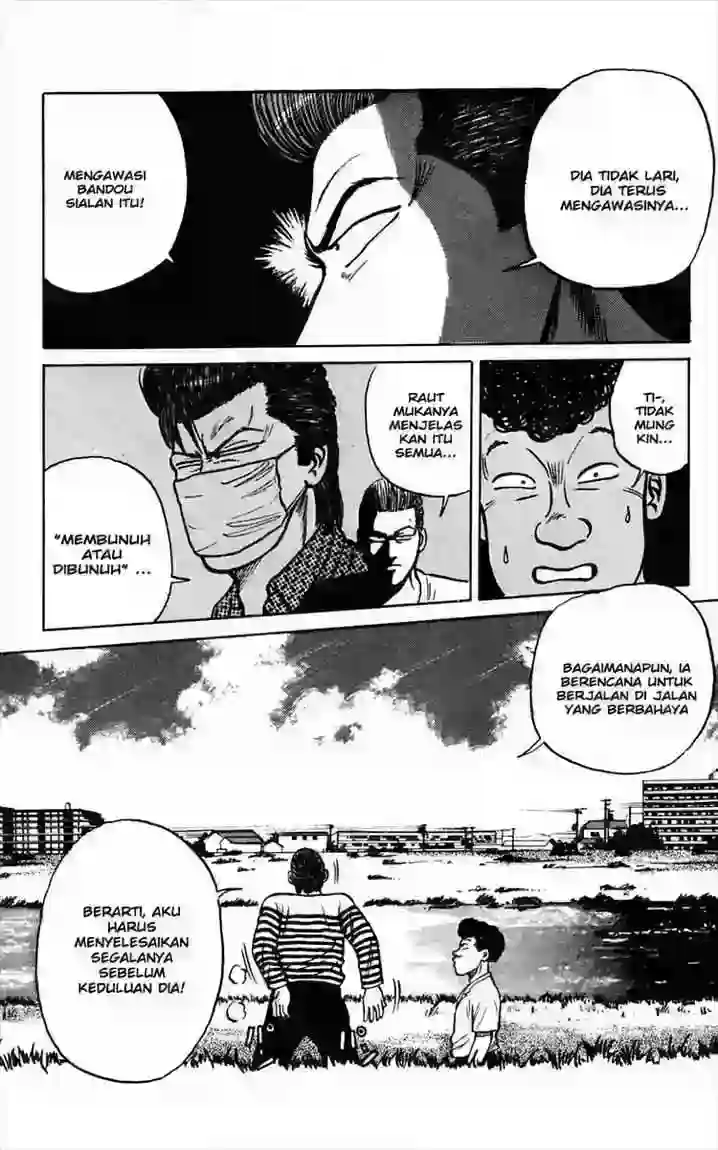 DIA TIDAK LARI,
DIA TERUS
MENGAWASINYA...
MENGAWASI
BANDOU
SIALAN ITU!
TI-,
TIDAK
MUNG
KIN...
RAUT
MUKANYA
MENJELAS
KAN ITU
SEMUA...
"MEMBUNUH
ATAU
DIBUNUH" ...
BAGAIMANAPUN, IA
BERENCANA UNTUK
BERJALAN DI JALAN
YANG BERBAHAYA
BERARTI, AKU
HARUS
MENYELESAIKAN
SEGALANYA
SEBELUM
KEDULUAN DIA!